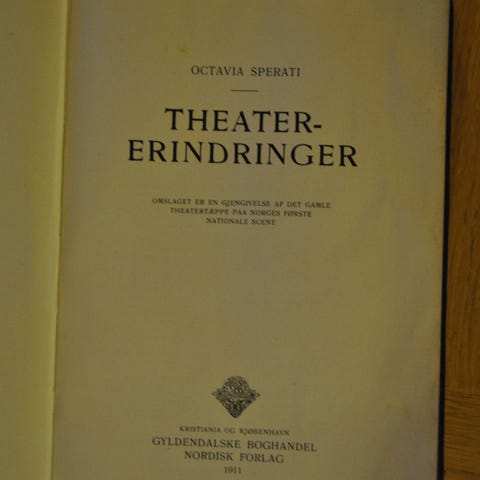 OCTAVIA SPERATI
THEATER-
ERINDRINGER
OMSLAGET ER EN GJENGIVELSE AF DET GAMLE
THEATERTÆPPE PAA NORGES FØRSTE
NATIONALE SCENE
KRISTIANIA OG KJØBENHAVN
GYLDENDALSKE BOGHANDEL
NORDISK FORLAG
1911